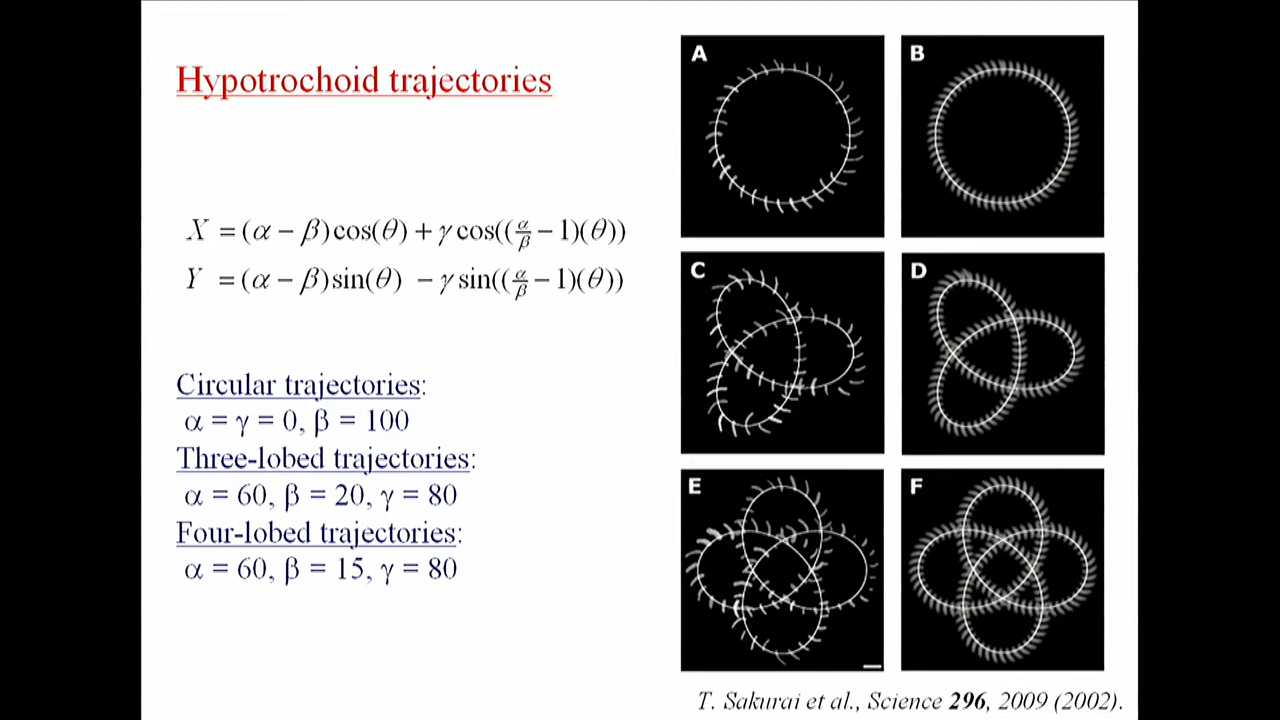 Hypotrochoid trajectories
X = (α − β)cos(θ) + γ cos((α/β − 1)(θ))
Y = (α − β)sin(θ) − γ sin((α/β − 1)(θ))
Circular trajectories:
α = γ = 0, β = 100
Three-lobed trajectories:
α = 60, β = 20, γ = 80
Four-lobed trajectories:
α = 60, β = 15, γ = 80
A
B
C
D
E
F
T. Sakurai et al., Science 296, 2009 (2002).